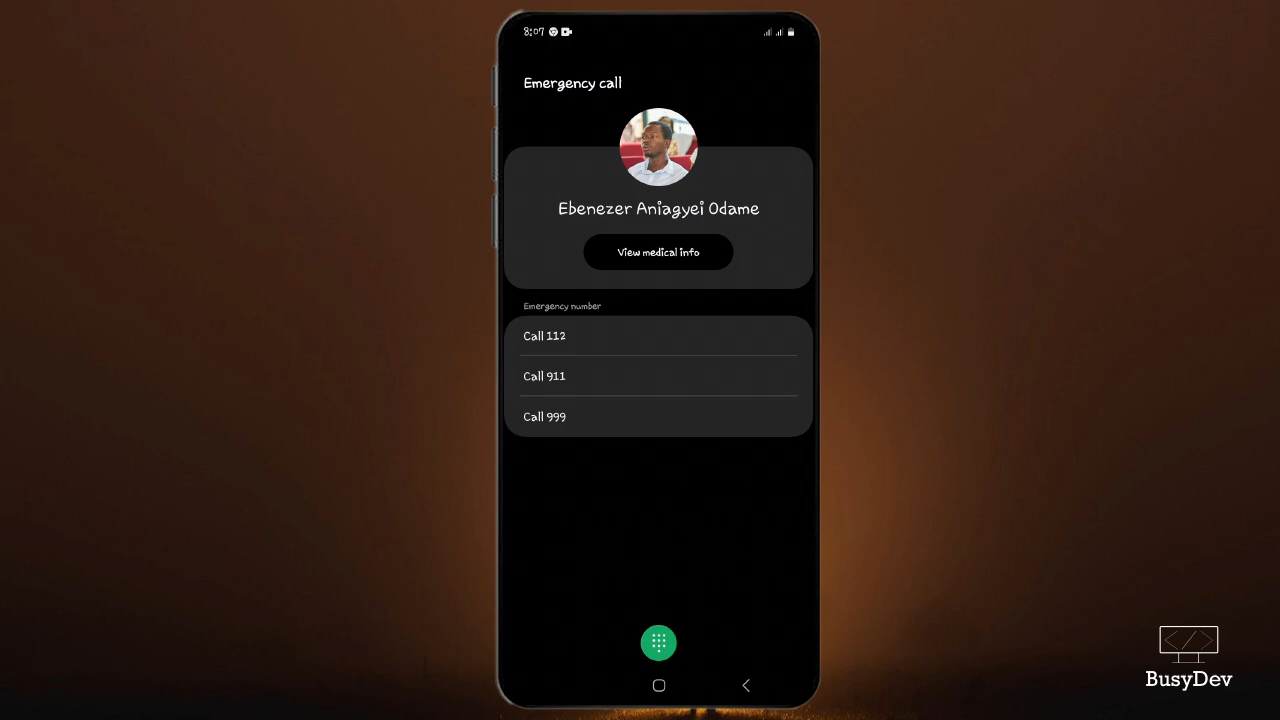 8:07
Emergency call
Ebenezer Aniagyei Odame
View medical info
Emergency number
Call 112
Call 911
Call 999
BusyDev